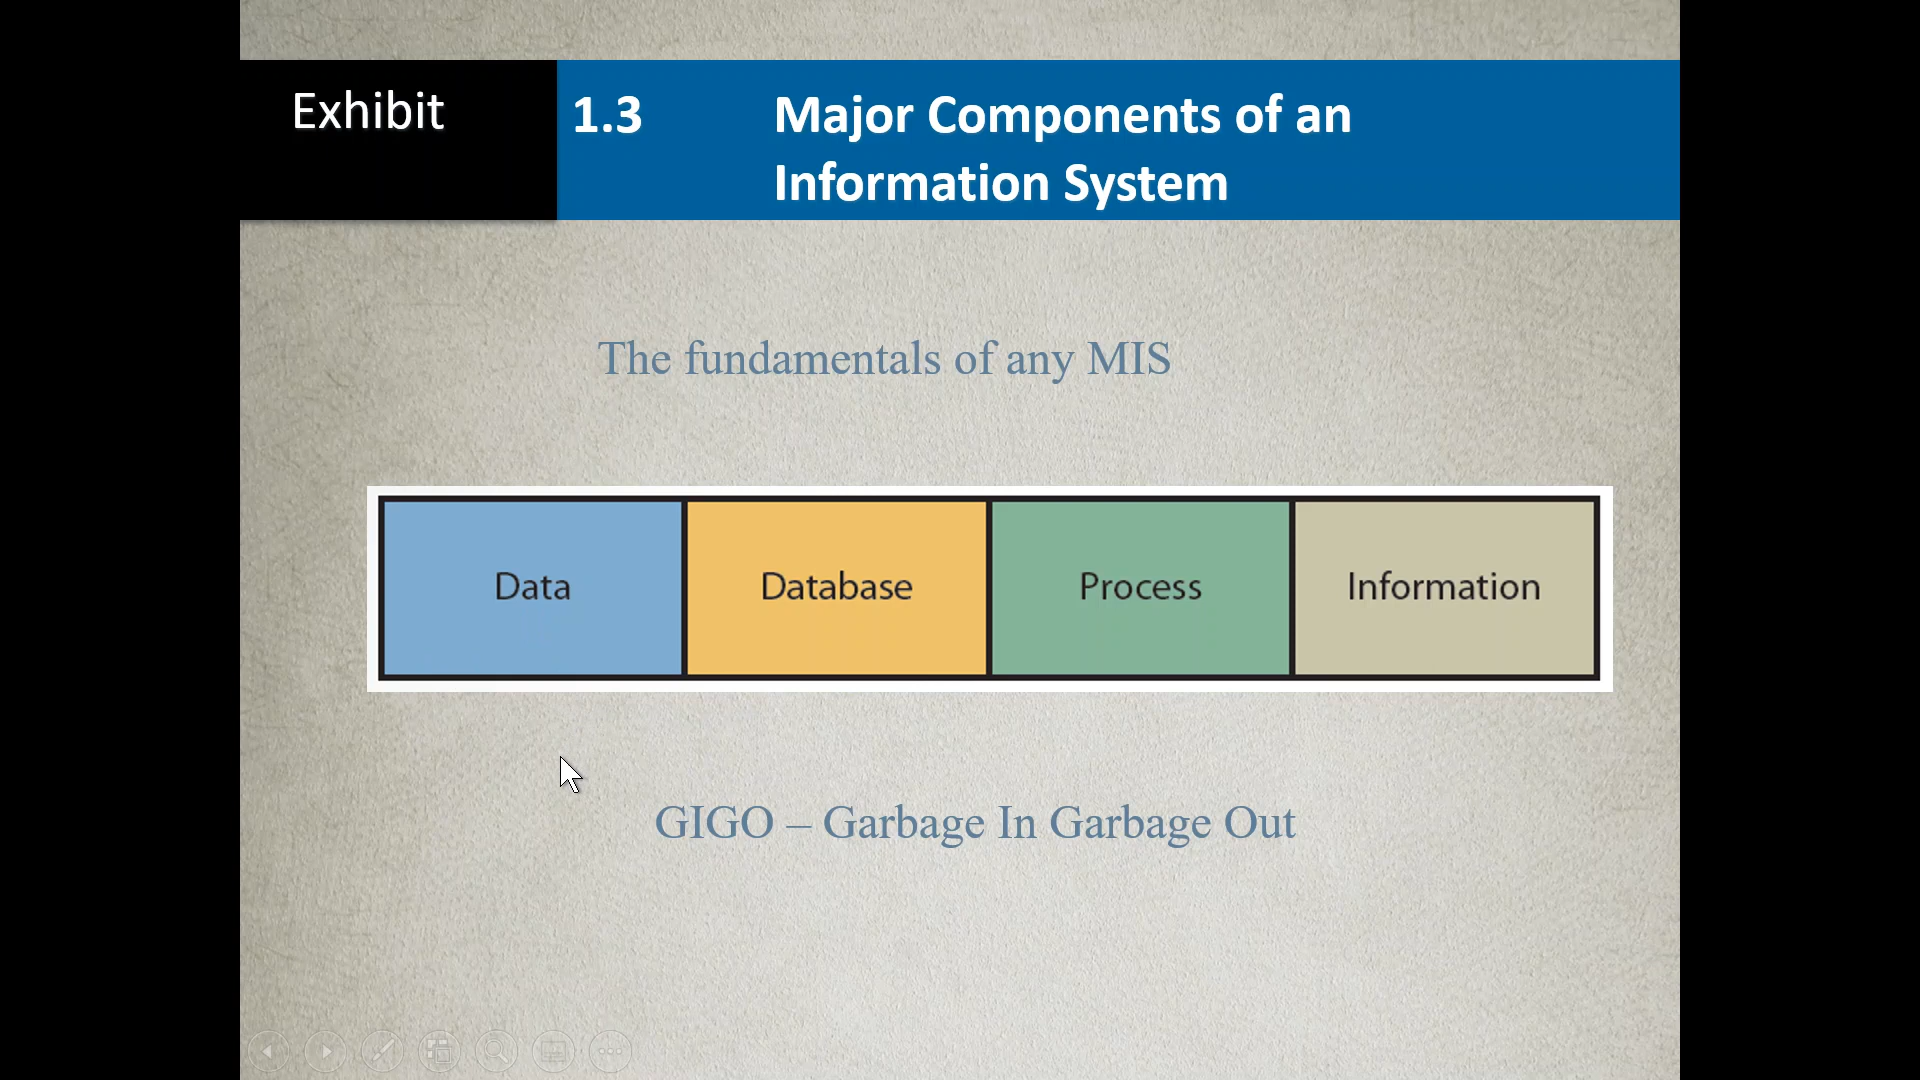 Exhibit
1.3 Major Components of an
Information System
The fundamentals of any MIS
Data Database Process Information
GIGO – Garbage In Garbage Out